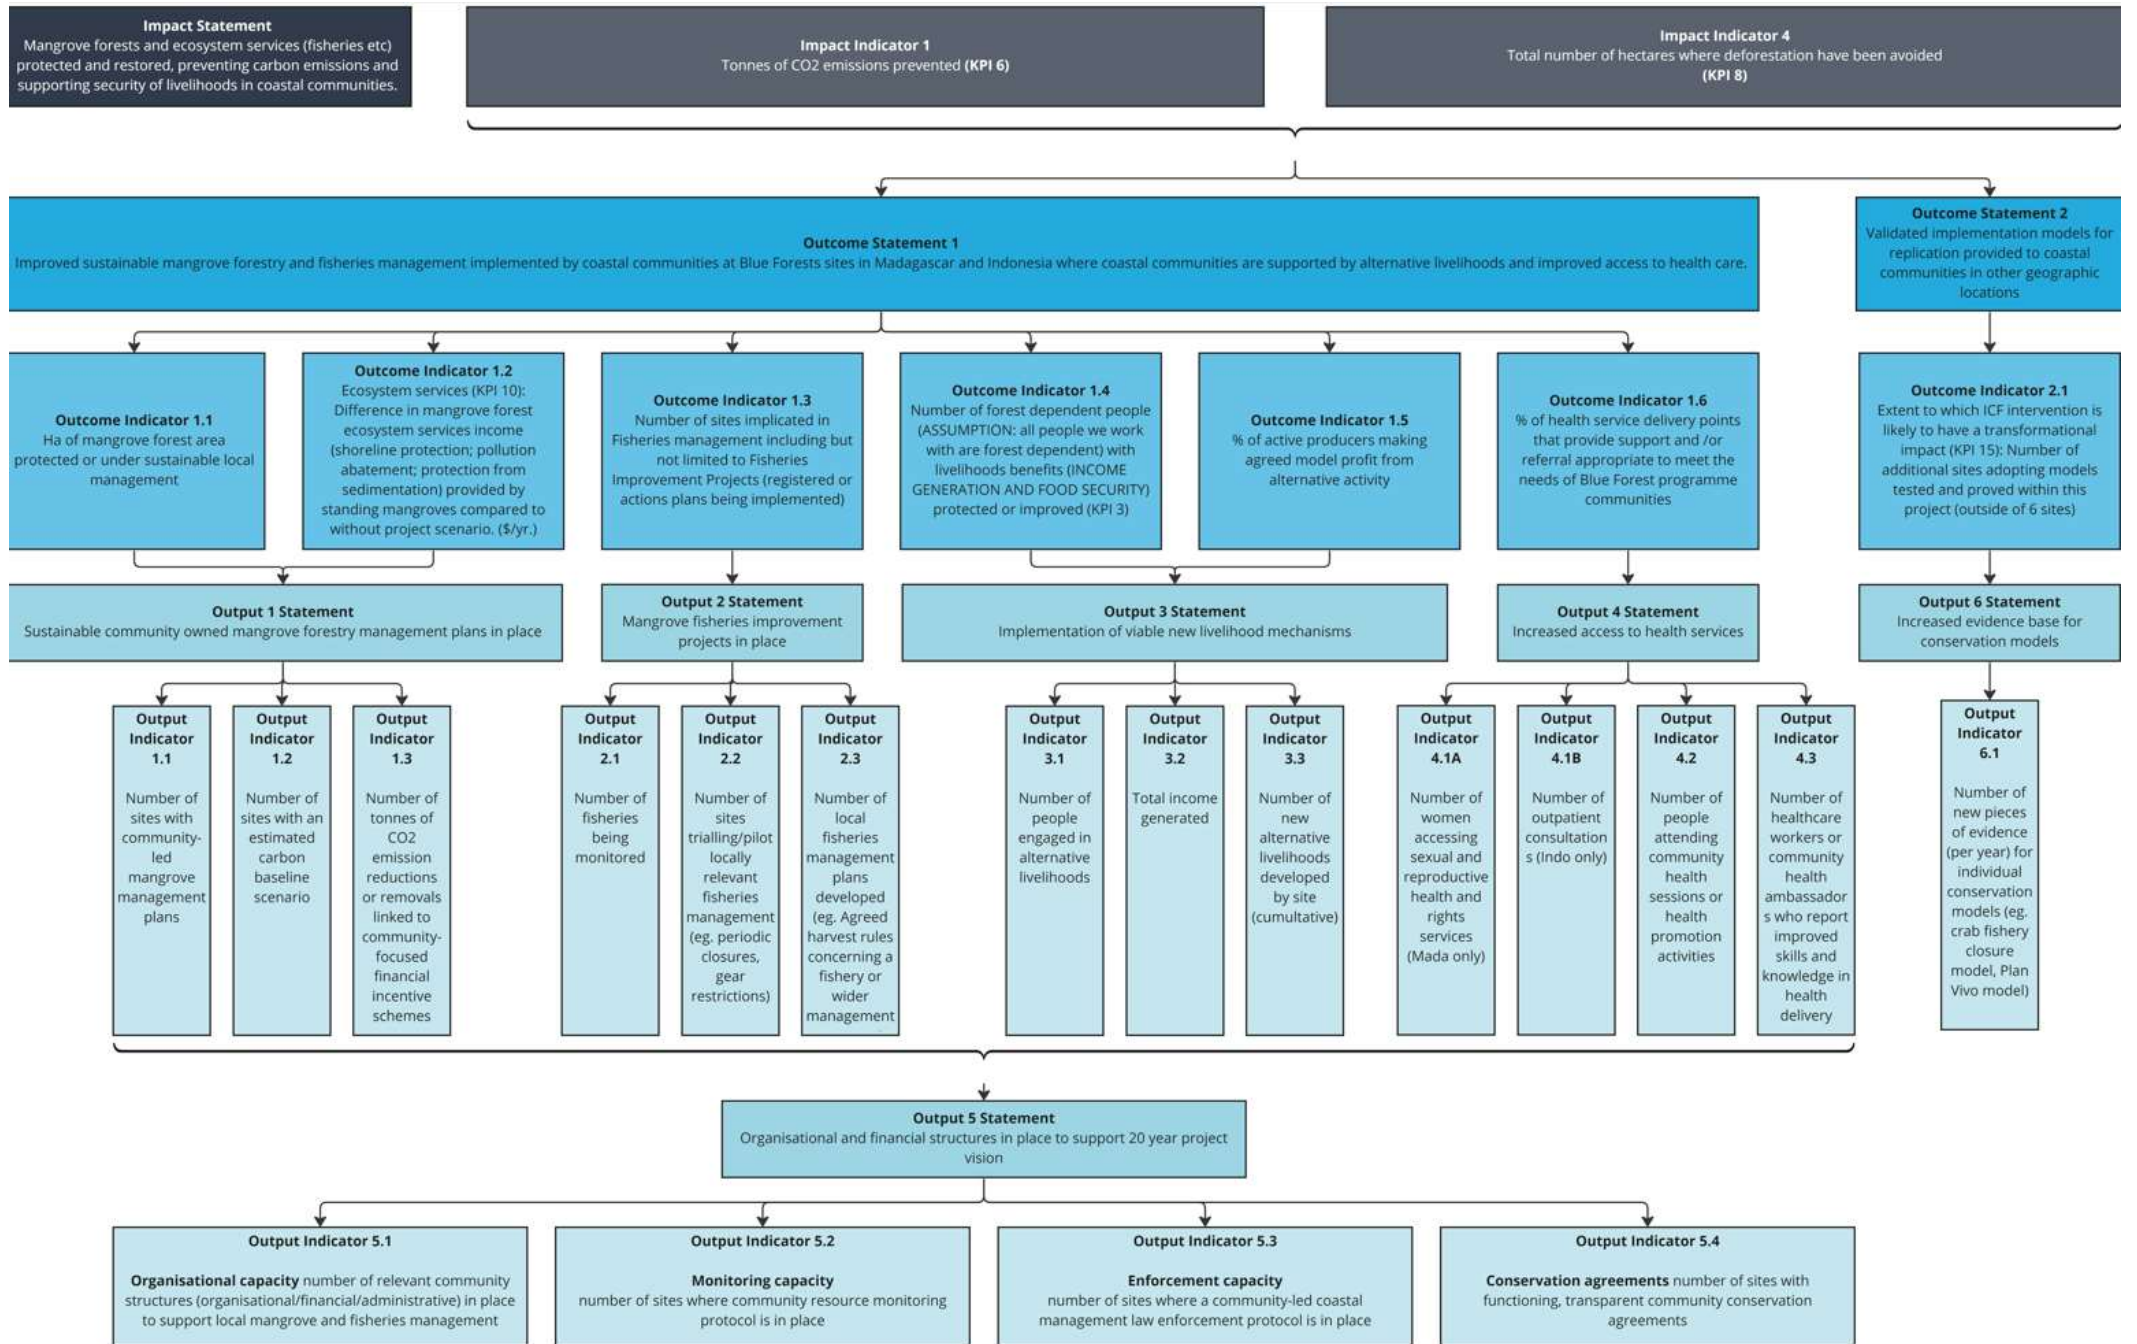 Impact Statement
Mangrove forests and ecosystem services (fisheries etc)
protected and restored, preventing carbon emissions and
supporting security of livelihoods in coastal communities.
Impact Indicator 1
Tonnes of CO2 emissions prevented (KPI 6)
Impact Indicator 4
Total number of hectares where deforestation have been avoided
(KPI 8)
Outcome Statement 1
Improved sustainable mangrove forestry and fisheries management implemented by coastal communities at Blue Forests sites in Madagascar and Indonesia where coastal communities are supported by alternative livelihoods and improved access to health care.
Outcome Statement 2
Validated implementation models for
replication provided to coastal
communities in other geographic
locations
Outcome Indicator 1.1
Ha of mangrove forest area
protected or under sustainable local
management
Outcome Indicator 1.2
Ecosystem services (KPI 10):
Difference in mangrove forest
ecosystem services income
(shoreline protection; pollution
abatement; protection from
sedimentation) provided by
standing mangroves compared to
without project scenario. ($/yr.)
Outcome Indicator 1.3
Number of sites implicated in
Fisheries management including but
not limited to Fisheries
Improvement Projects (registered or
actions plans being implemented)
Outcome Indicator 1.4
Number of forest dependent people
(ASSUMPTION: all people we work
with are forest dependent) with
livelihoods benefits (INCOME
GENERATION AND FOOD SECURITY)
protected or improved (KPI 3)
Outcome Indicator 1.5
% of active producers making
agreed model profit from
alternative activity
Outcome Indicator 1.6
% of health service delivery points
that provide support and /or
referral appropriate to meet the
needs of Blue Forest programme
communities
Outcome Indicator 2.1
Extent to which ICF intervention is
likely to have a transformational
impact (KPI 15): Number of
additional sites adopting models
tested and proved within this
project (outside of 6 sites)
Output 1 Statement
Sustainable community owned mangrove forestry management plans in place
Output 2 Statement
Mangrove fisheries improvement
projects in place
Output 3 Statement
Implementation of viable new livelihood mechanisms
Output 4 Statement
Increased access to health services
Output 6 Statement
Increased evidence base for
conservation models
Output
Indicator
1.1
Number of
sites with
community-
led
mangrove
management
plans
Output
Indicator
1.2
Number of
sites with an
estimated
carbon
baseline
scenario
Output
Indicator
1.3
Number of
tonnes of
CO2
emission
reductions
or removals
linked to
community-
focused
financial
incentive
schemes
Output
Indicator
2.1
Number of
fisheries
being
monitored
Output
Indicator
2.2
Number of
sites
trialling/pilot
locally
relevant
fisheries
management
(eg. periodic
closures,
gear
restrictions)
Output
Indicator
2.3
Number of
local
fisheries
management
plans
developed
(eg. Agreed
harvest rules
concerning a
fishery or
wider
management
Output
Indicator
3.1
Number of
people
engaged in
alternative
livelihoods
Output
Indicator
3.2
Total income
generated
Output
Indicator
3.3
Number of
new
alternative
livelihoods
developed
by site
(cumultative)
Output
Indicator
4.1A
Number of
women
accessing
sexual and
reproductive
health and
rights
services
(Mada only)
Output
Indicator
4.1B
Number of
outpatient
consultation
s (Indo only)
Output
Indicator
4.2
Number of
people
attending
community
health
sessions or
health
promotion
activities
Output
Indicator
4.3
Number of
healthcare
workers or
community
health
ambassador
s who report
improved
skills and
knowledge in
health
delivery
Output
Indicator
6.1
Number of
new pieces
of evidence
(per year) for
individual
conservation
models (eg.
crab fishery
closure
model, Plan
Vivo model)
Output 5 Statement
Organisational and financial structures in place to support 20 year project
vision
Output Indicator 5.1
Organisational capacity number of relevant community
structures (organisational/financial/administrative) in place
to support local mangrove and fisheries management
Output Indicator 5.2
Monitoring capacity
number of sites where community resource monitoring
protocol is in place
Output Indicator 5.3
Enforcement capacity
number of sites where a community-led coastal
management law enforcement protocol is in place
Output Indicator 5.4
Conservation agreements number of sites with
functioning, transparent community conservation
agreements